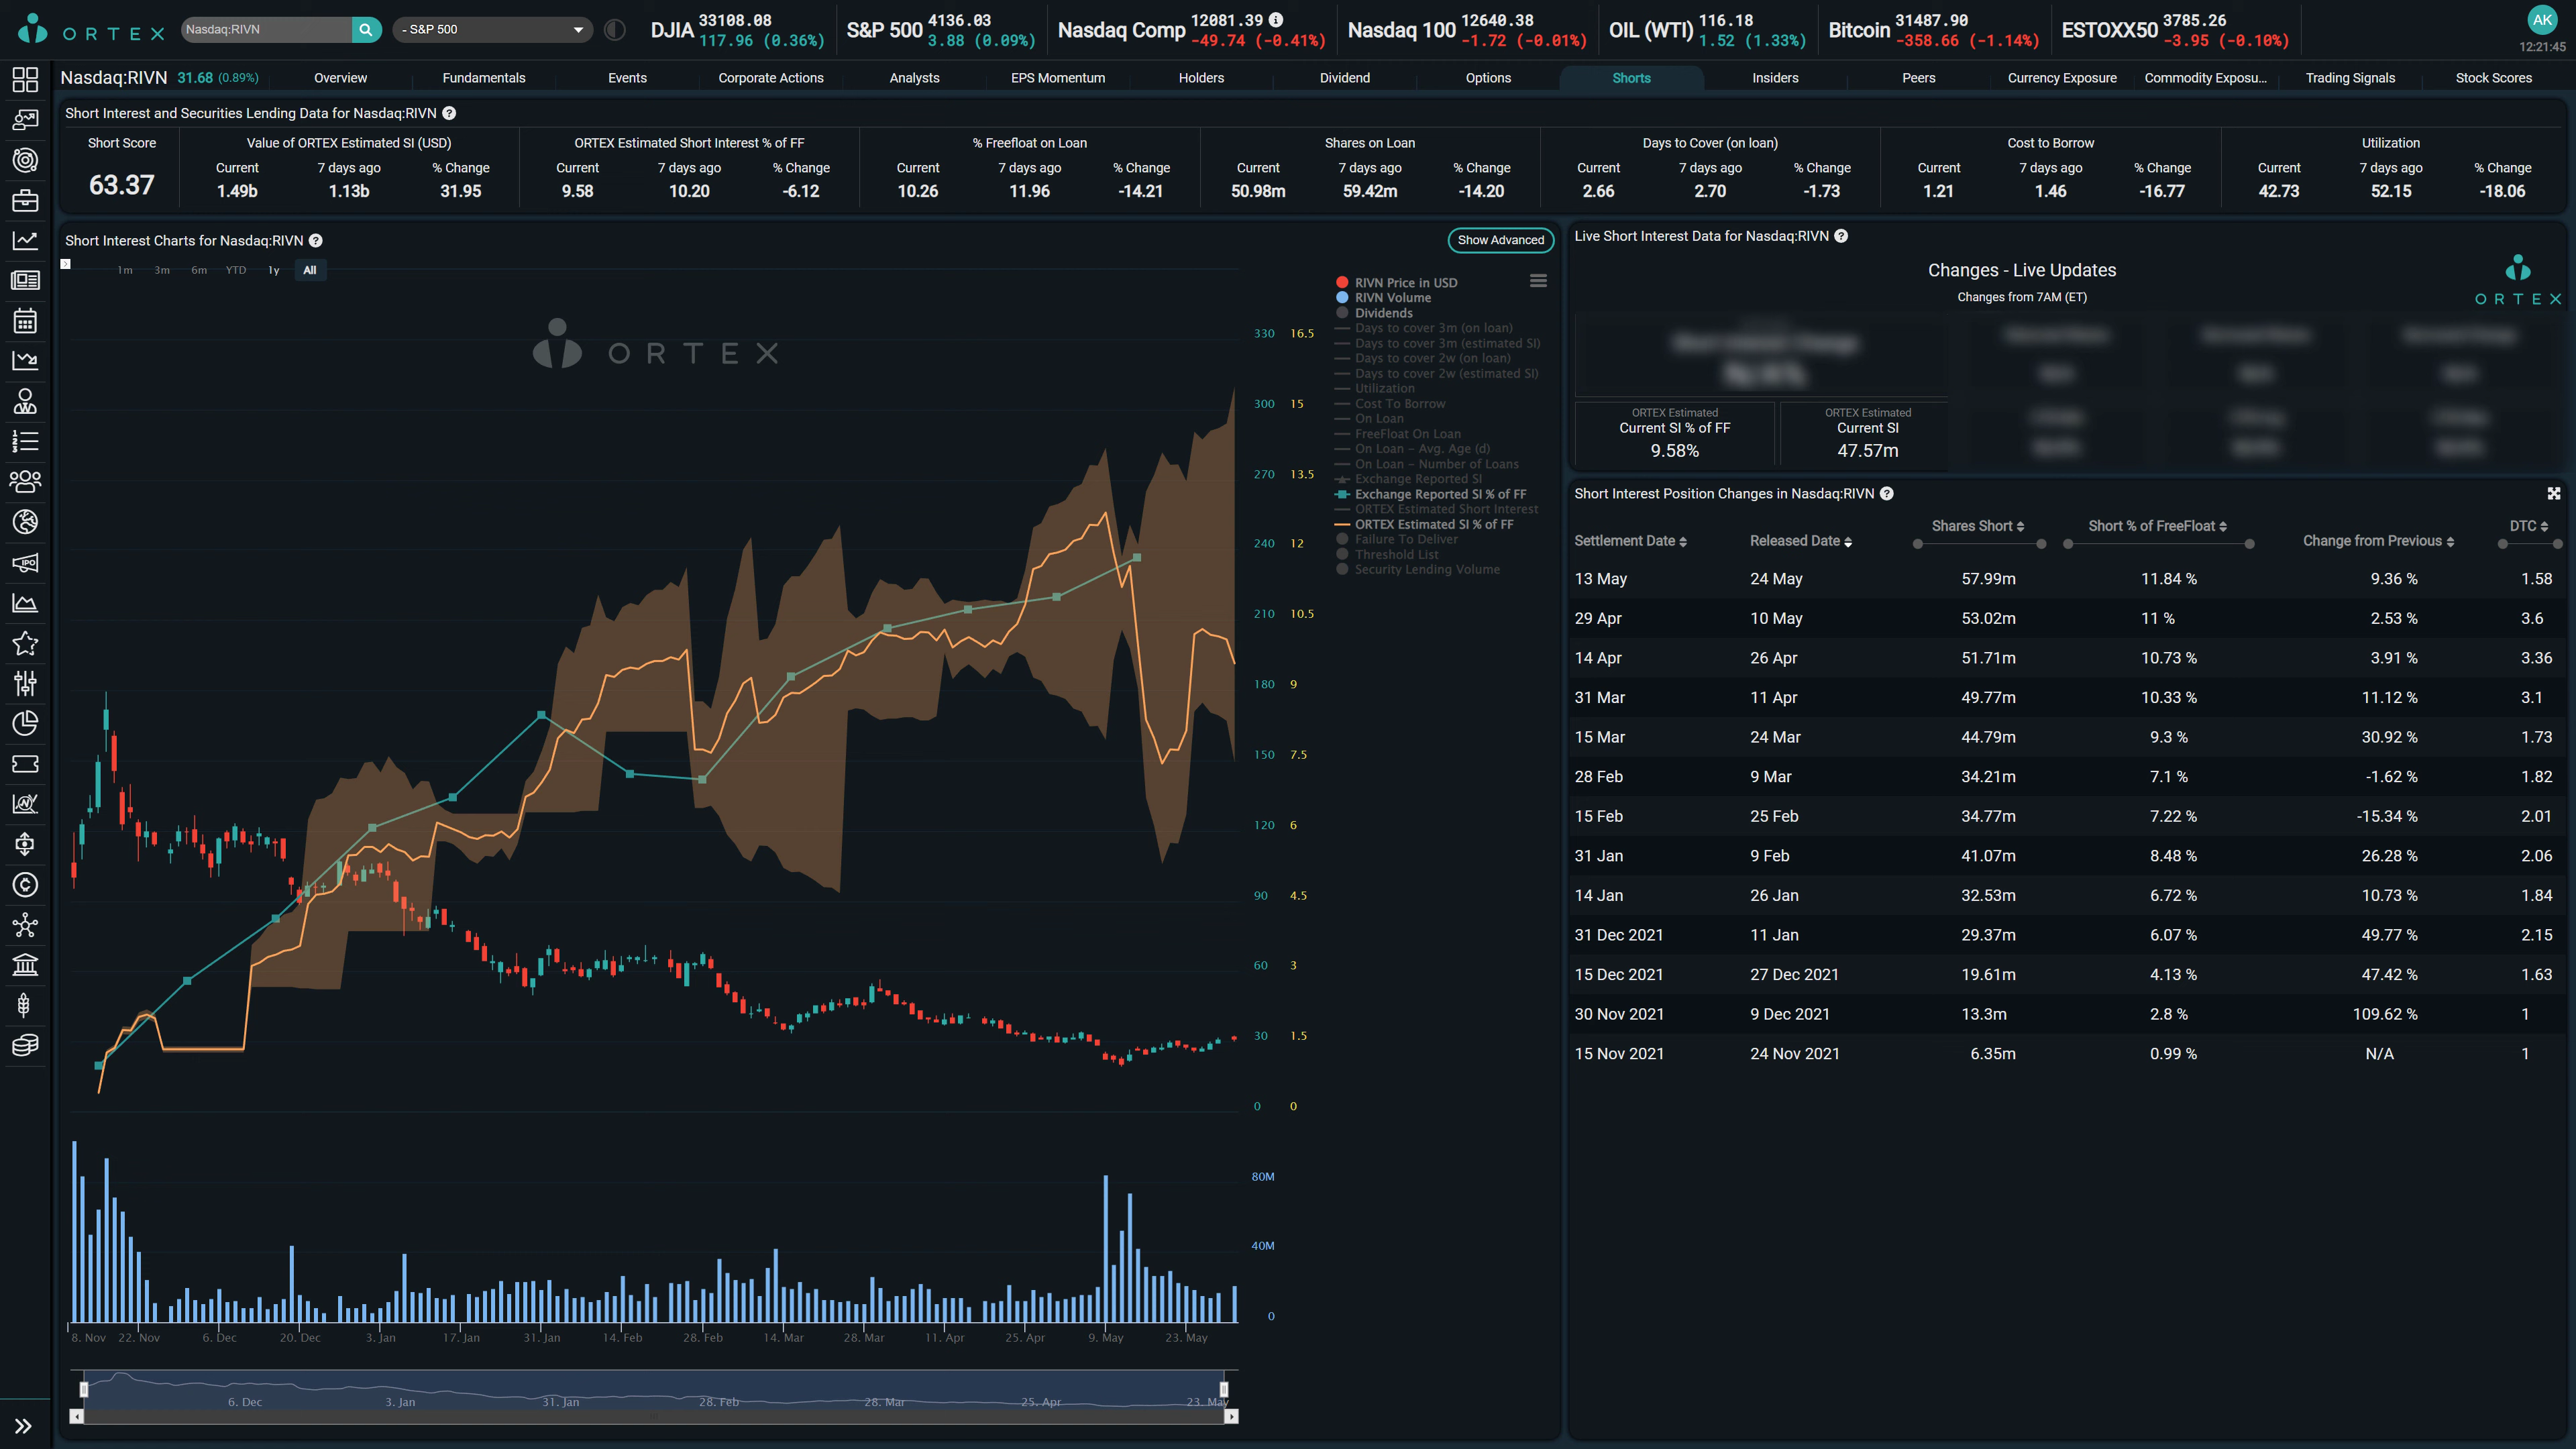 ORTEX
Nasdaq:RIVN
- S&P 500
DJIA 33108.08 117.96 (0.36%)
S&P 500 4136.03 3.88 (0.09%)
Nasdaq Comp 12081.39 -49.74 (-0.41%)
Nasdaq 100 12640.38 -1.72 (-0.01%)
OIL (WTI) 116.18 1.52 (1.33%)
Bitcoin 31487.90 -358.66 (-1.14%)
ESTOXX50 3785.26 -3.95 (-0.10%)
AK
12:21:45
Nasdaq:RIVN 31.68 (0.89%) Overview Fundamentals Events Corporate Actions Analysts EPS Momentum Holders Dividend Options Shorts Insiders Peers Currency Exposure Commodity Exposu... Trading Signals Stock Scores
Short Interest and Securities Lending Data for Nasdaq:RIVN ?
Short Score Value of ORTEX Estimated SI (USD) ORTEX Estimated Short Interest % of FF % Freefloat on Loan Shares on Loan Days to Cover (on loan) Cost to Borrow Utilization
Current 7 days ago % Change Current 7 days ago % Change Current 7 days ago % Change Current 7 days ago % Change Current 7 days ago % Change Current 7 days ago % Change Current 7 days ago % Change
63.37 1.49b 1.13b 31.95 9.58 10.20 -6.12 10.26 11.96 -14.21 50.98m 59.42m -14.20 2.66 2.70 -1.73 1.21 1.46 -16.77 42.73 52.15 -18.06
Short Interest Charts for Nasdaq:RIVN ?
Show Advanced
1m 3m 6m YTD 1y All
ORTEX
RIVN Price in USD
RIVN Volume
Dividends
Days to cover 3m (on loan)
Days to cover 3m (estimated SI)
Days to cover 2w (on loan)
Days to cover 2w (estimated SI)
Utilization
Cost To Borrow
On Loan
FreeFloat On Loan
On Loan - Avg. Age (d)
On Loan - Number of Loans
Exchange Reported SI
Exchange Reported SI % of FF
ORTEX Estimated Short Interest
ORTEX Estimated SI % of FF
Failure To Deliver
Threshold List
Security Lending Volume
330 16.5
300 15
270 13.5
240 12
210 10.5
180 9
150 7.5
120 6
90 4.5
60 3
30 1.5
0 0
80M
40M
0
8. Nov 22. Nov 6. Dec 20. Dec 3. Jan 17. Jan 31. Jan 14. Feb 28. Feb 14. Mar 28. Mar 11. Apr 25. Apr 9. May 23. May
6. Dec 3. Jan 31. Jan 28. Feb 28. Mar 25. Apr 23. May
Live Short Interest Data for Nasdaq:RIVN ?
Changes - Live Updates
Changes from 7AM (ET)
ORTEX
ORTEX Estimated ORTEX Estimated
Current SI % of FF Current SI
9.58% 47.57m
Short Interest Position Changes in Nasdaq:RIVN ?
Settlement Date Released Date Shares Short Short % of FreeFloat Change from Previous DTC
13 May 24 May 57.99m 11.84 % 9.36 % 1.58
29 Apr 10 May 53.02m 11 % 2.53 % 3.6
14 Apr 26 Apr 51.71m 10.73 % 3.91 % 3.36
31 Mar 11 Apr 49.77m 10.33 % 11.12 % 3.1
15 Mar 24 Mar 44.79m 9.3 % 30.92 % 1.73
28 Feb 9 Mar 34.21m 7.1 % -1.62 % 1.82
15 Feb 25 Feb 34.77m 7.22 % -15.34 % 2.01
31 Jan 9 Feb 41.07m 8.48 % 26.28 % 2.06
14 Jan 26 Jan 32.53m 6.72 % 10.73 % 1.84
31 Dec 2021 11 Jan 29.37m 6.07 % 49.77 % 2.15
15 Dec 2021 27 Dec 2021 19.61m 4.13 % 47.42 % 1.63
30 Nov 2021 9 Dec 2021 13.3m 2.8 % 109.62 % 1
15 Nov 2021 24 Nov 2021 6.35m 0.99 % N/A 1